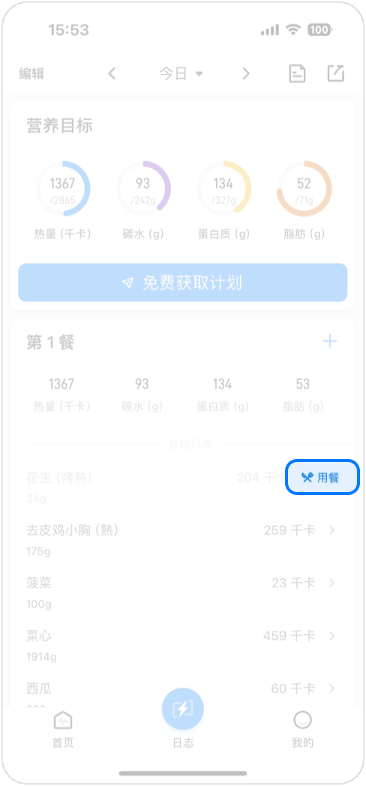 15:53
100
编辑
今日
营养目标
1367 93 134 52
/2865 /242g /327g /71g
热量 (千卡) 碳水 (g) 蛋白质 (g) 脂肪 (g)
免费获取计划
第 1 餐
1367 93 134 53
热量 (千卡) 碳水 (g) 蛋白质 (g) 脂肪 (g)
花生 (烤熟) 204 千
用餐
34g
去皮鸡小胸 (熟) 259 千卡
175g
菠菜 23 千卡
100g
菜心 459 千卡
1914g
西瓜 60 千卡
首页 日志 我的